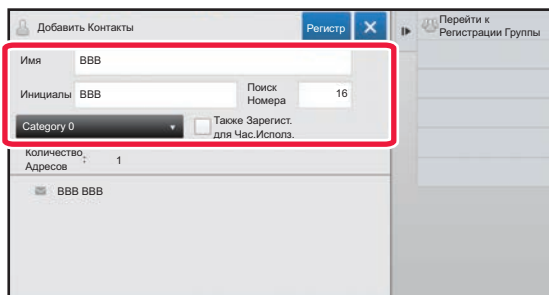 Добавить Контакты
Регистр
Перейти к
Регистрации Группы
Имя
BBB
Инициалы
BBB
Поиск
Номера
16
Category 0
Также Зарегист.
для Час.Исполз.
Количество
Адресов
:
1
BBB BBB